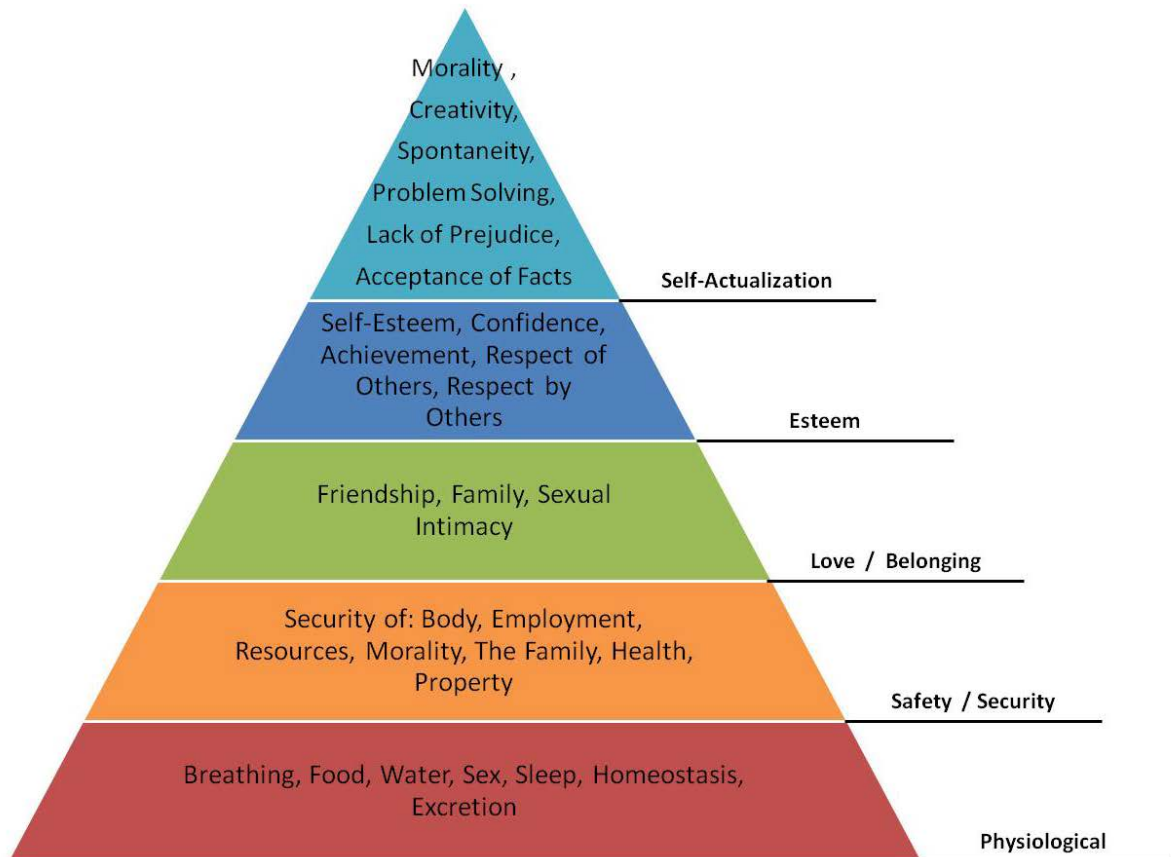 Morality ,
Creativity,
Spontaneity,
Problem Solving,
Lack of Prejudice,
Acceptance of Facts
Self-Actualization
Self-Esteem, Confidence,
Achievement, Respect of
Others, Respect by
Others
Esteem
Friendship, Family, Sexual
Intimacy
Love / Belonging
Security of: Body, Employment,
Resources, Morality, The Family, Health,
Property
Safety / Security
Breathing, Food, Water, Sex, Sleep, Homeostasis,
Excretion
Physiological